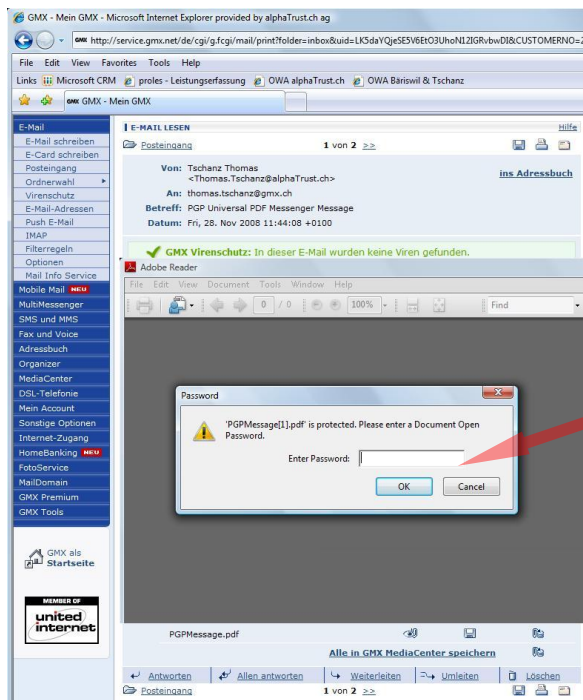 GMX - Mein GMX - Microsoft Internet Explorer provided by alphaTrust.ch ag
GMX http://service.gmx.net/de/cgi/g.fcgi/mail/print?folder=inbox&uid=LK5daYQjeSE5V6EtO3UhoN12IGRvbwDI&CUSTOMERNO=2
File Edit View Favorites Tools Help
Links Microsoft CRM proles - Leistungserfassung OWA alphaTrust.ch OWA Bäriswil & Tschanz
GMX GMX - Mein GMX
E-Mail
E-Mail schreiben
E-Card schreiben
Posteingang
Ordnerwahl
Virenschutz
E-Mail-Adressen
Push E-Mail
IMAP
Filterregeln
Optionen
Mail Info Service
Mobile Mail NEU
MultiMessenger
SMS und MMS
Fax und Voice
Adressbuch
Organizer
MediaCenter
DSL-Telefonie
Mein Account
Sonstige Optionen
Internet-Zugang
HomeBanking NEU
FotoService
MailDomain
GMX Premium
GMX Tools
GMX als
Startseite
MEMBER OF
united
internet
E-MAIL LESEN Hilfe
Posteingang 1 von 2 >>
Von: Tschanz Thomas
<Thomas.Tschanz@alphaTrust.ch> ins Adressbuch
An: thomas.tschanz@gmx.ch
Betreff: PGP Universal PDF Messenger Message
Datum: Fri, 28. Nov 2008 11:44:08 +0100
GMX Virenschutz: In dieser E-Mail wurden keine Viren gefunden.
Adobe Reader
File Edit View Document Tools Window Help
0 / 0 100% Find
Password
'PGPMessage[1].pdf' is protected. Please enter a Document Open
Password.
Enter Password:
OK Cancel
PGPMessage.pdf
Alle in GMX MediaCenter speichern
Antworten Allen antworten Weiterleiten Umleiten Löschen
Posteingang 1 von 2 >>